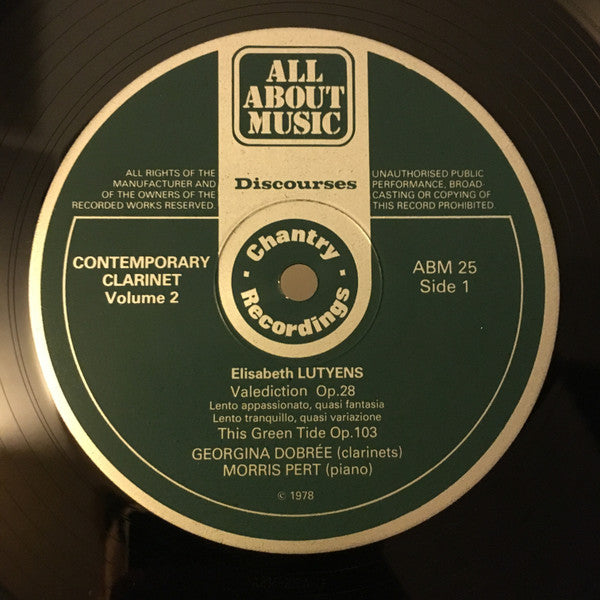 ALL
ABOUT
MUSIC
ALL RIGHTS OF THE
MANUFACTURER AND
OF THE OWNERS OF THE
RECORDED WORKS RESERVED.
Discourses
UNAUTHORISED PUBLIC
PERFORMANCE, BROAD-
CASTING OR COPYING OF
THIS RECORD PROHIBITED.
CONTEMPORARY
CLARINET
Volume 2
· Chantry ·
Recordings
ABM 25
Side 1
Elisabeth LUTYENS
Valediction Op.28
Lento appassionato, quasi fantasia
Lento tranquillo, quasi variazione
This Green Tide Op.103
GEORGINA DOBRÉE (clarinets)
MORRIS PERT (piano)
© 1978